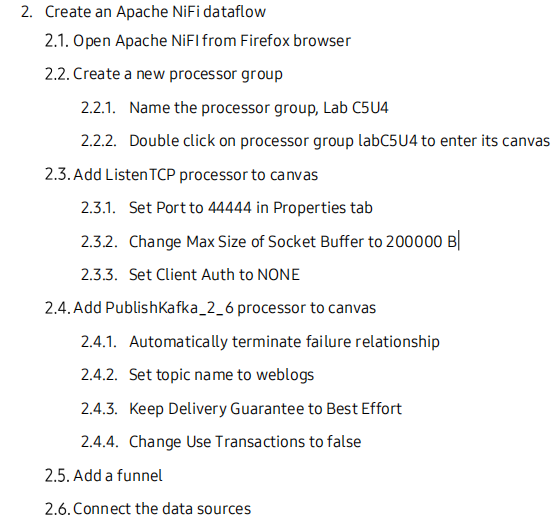 2. Create an Apache NiFi dataflow
2.1. Open Apache NiFI from Firefox browser
2.2. Create a new processor group
2.2.1. Name the processor group, Lab C5U4
2.2.2. Double click on processor group labC5U4 to enter its canvas
2.3. Add ListenTCP processor to canvas
2.3.1. Set Port to 44444 in Properties tab
2.3.2. Change Max Size of Socket Buffer to 200000 B
2.3.3. Set Client Auth to NONE
2.4. Add PublishKafka_2_6 processor to canvas
2.4.1. Automatically terminate failure relationship
2.4.2. Set topic name to weblogs
2.4.3. Keep Delivery Guarantee to Best Effort
2.4.4. Change Use Transactions to false
2.5. Add a funnel
2.6. Connect the data sources